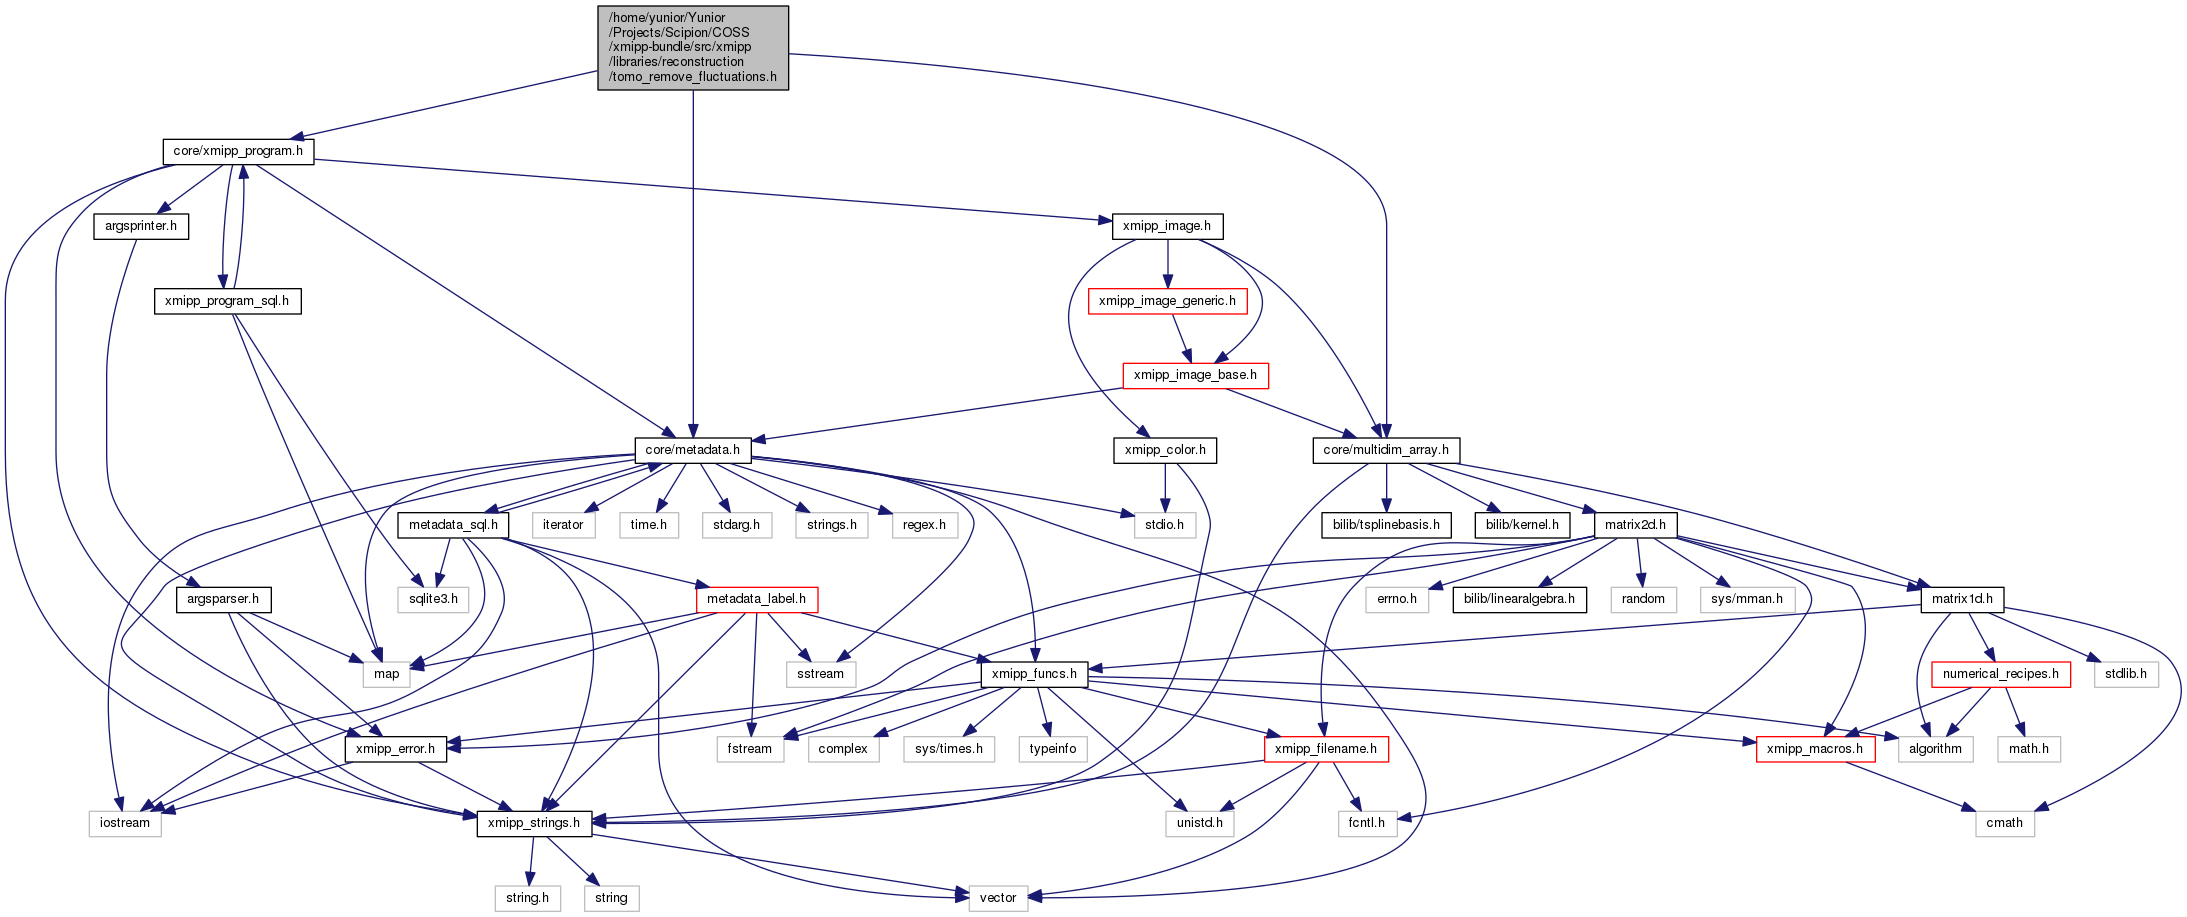 /home/yunior/Yunior
/Projects/Scipion/COSS
/xmipp-bundle/src/xmipp
/libraries/reconstruction
/tomo_remove_fluctuations.h
core/xmipp_program.h
argsprinter.h
xmipp_image.h
xmipp_program_sql.h
xmipp_image_generic.h
xmipp_image_base.h
core/metadata.h
xmipp_color.h
core/multidim_array.h
metadata_sql.h
iterator
time.h
stdarg.h
strings.h
regex.h
stdio.h
bilib/tsplinebasis.h
bilib/kernel.h
matrix2d.h
argsparser.h
sqlite3.h
metadata_label.h
errno.h
bilib/linearalgebra.h
random
sys/mman.h
matrix1d.h
map
sstream
xmipp_funcs.h
numerical_recipes.h
stdlib.h
xmipp_error.h
fstream
complex
sys/times.h
typeinfo
xmipp_filename.h
xmipp_macros.h
algorithm
math.h
iostream
xmipp_strings.h
unistd.h
fcntl.h
cmath
string.h
string
vector